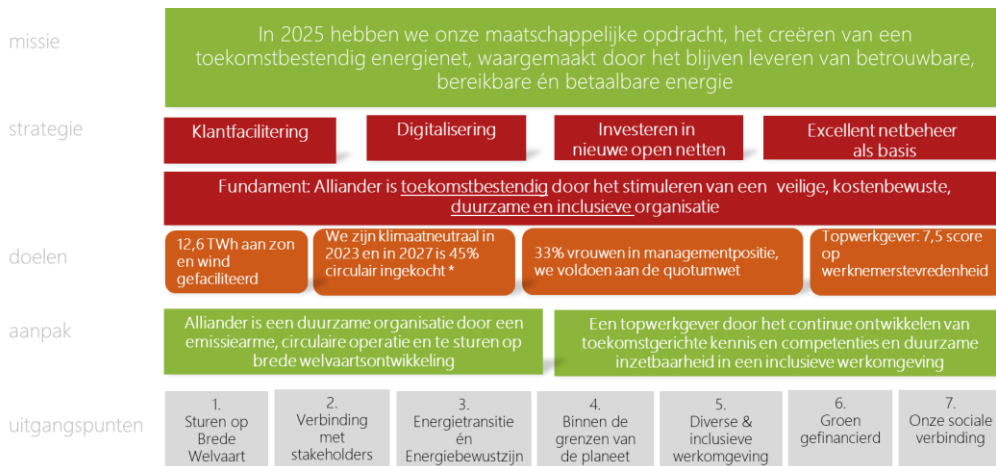 missie
In 2025 hebben we onze maatschappelijke opdracht, het creëren van een
toekomstbestendig energienet, waargemaakt door het blijven leveren van betrouwbare,
bereikbare én betaalbare energie
strategie
Klantfacilitering
Digitalisering
Investeren in
nieuwe open netten
Excellent netbeheer
als basis
Fundament: Alliander is toekomstbestendig door het stimuleren van een veilige, kostenbewuste,
duurzame en inclusieve organisatie
doelen
12,6 TWh aan zon
en wind
gefaciliteerd
We zijn klimaatneutraal in
2023 en in 2027 is 45%
circulair ingekocht *
33% vrouwen in managementpositie,
we voldoen aan de quotumwet
Topwerkgever: 7,5 score
op
werknemerstevredenheid
aanpak
Alliander is een duurzame organisatie door een
emissiearme, circulaire operatie en te sturen op
brede welvaartsontwikkeling
Een topwerkgever door het continue ontwikkelen van
toekomstgerichte kennis en competenties en duurzame
inzetbaarheid in een inclusieve werkomgeving
uitgangspunten
1.
Sturen op
Brede
Welvaart
2.
Verbinding
met
stakeholders
3.
Energietransitie
én
Energiebewustzijn
4.
Binnen de
grenzen van
de planeet
5.
Diverse &
inclusieve
werkomgeving
6.
Groen
gefinancierd
7.
Onze sociale
verbinding